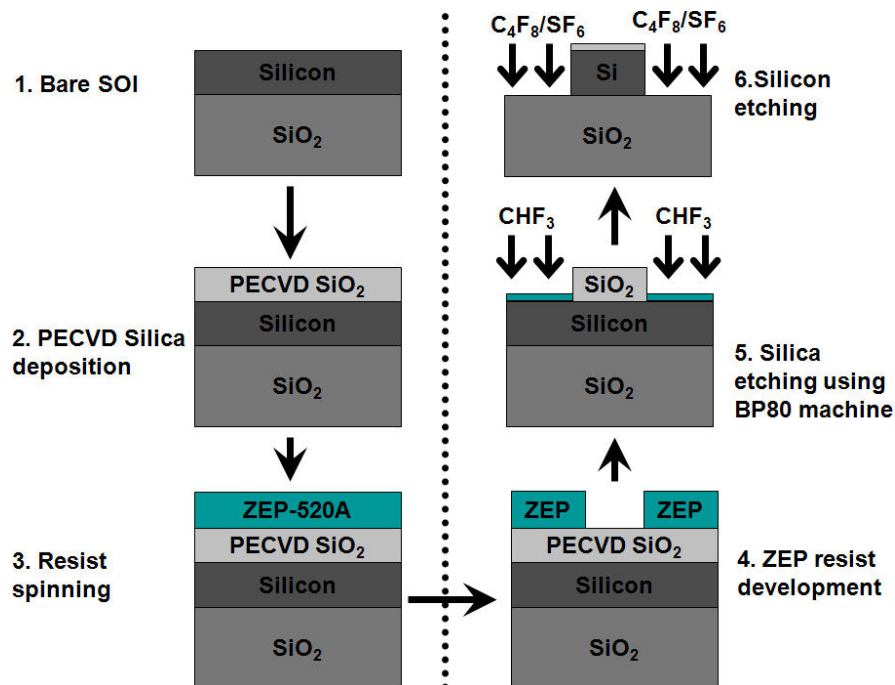 1. Bare SOI
Silicon
SiO₂
2. PECVD Silica
deposition
PECVD SiO₂
Silicon
SiO₂
3. Resist
spinning
ZEP-520A
PECVD SiO₂
Silicon
SiO₂
ZEP
ZEP
PECVD SiO₂
Silicon
SiO₂
4. ZEP resist
development
CHF₃
CHF₃
SiO₂
Silicon
SiO₂
5. Silica
etching using
BP80 machine
C₄F₈/SF₆
C₄F₈/SF₆
Si
SiO₂
6.Silicon
etching